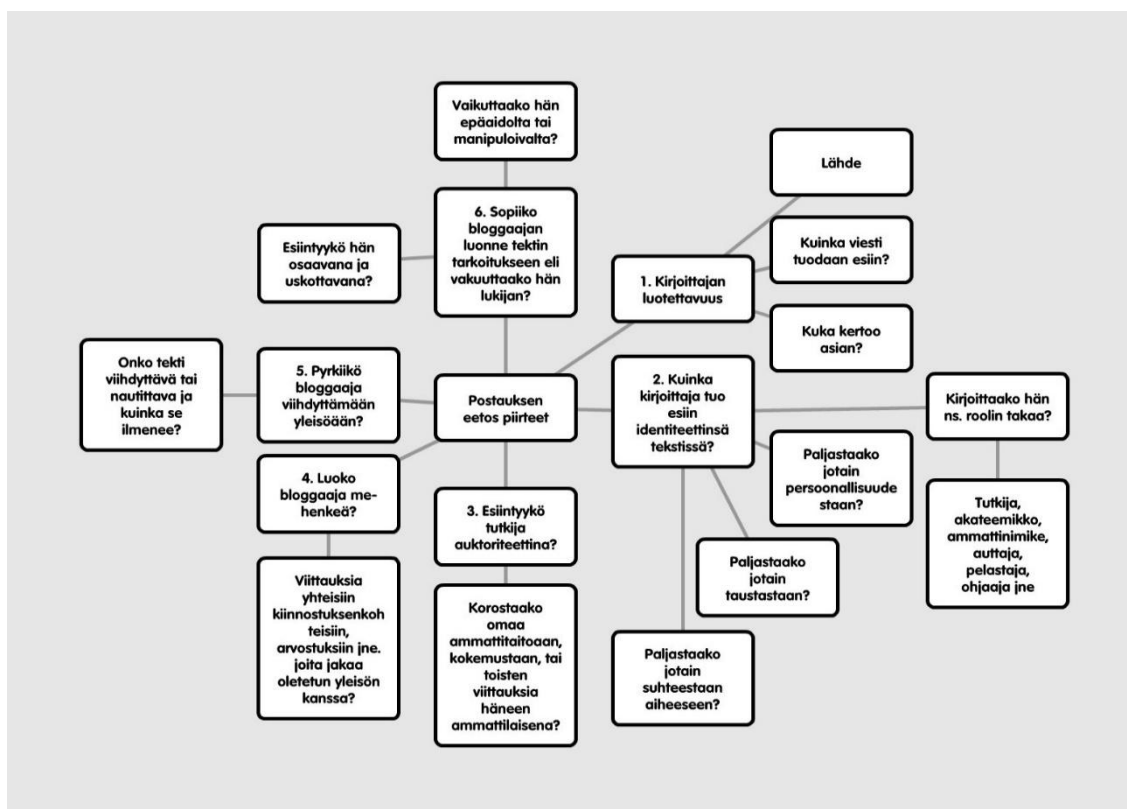 Vaikuttaako hän
epäaidolta tai
manipuloivalta?
Lähde
6. Sopiiko
bloggaajan
luonne tektin
tarkoitukseen eli
vakuuttaako hän
lukijan?
Esiintyykö hän
osaavana ja
uskottavana?
Kuinka viesti
tuodaan esiin?
1. Kirjoittajan
luotettavuus
Kuka kertoo
asian?
Onko tekti
viihdyttävä tai
nautittava ja
kuinka se
ilmenee?
5. Pyrkiikö
bloggaaja
viihdyttämään
yleisöään?
Postauksen
eetos piirteet
2. Kuinka
kirjoittaja tuo
esiin
identiteettinsä
tekstissä?
Kirjoittaako hän
ns. roolin takaa?
Paljastaako
jotain
persoonallisuude
staan?
4. Luoko
bloggaaja me-
henkeä?
3. Esiintyykö
tutkija
auktoriteettina?
Tutkija,
akateemikko,
ammattinimike,
auttaja,
pelastaja,
ohjaaja jne
Paljastaako
jotain
taustastaan?
Viittauksia
yhteisiin
kiinnostuksenkoh
teisiin,
arvostuksiin jne.
joita jakaa
oletetun yleisön
kanssa?
Korostaako
omaa
ammattitaitoaan,
kokemustaan, tai
toisten
viittauksia
häneen
ammattilaisena?
Paljastaako
jotain
suhteestaan
aiheeseen?